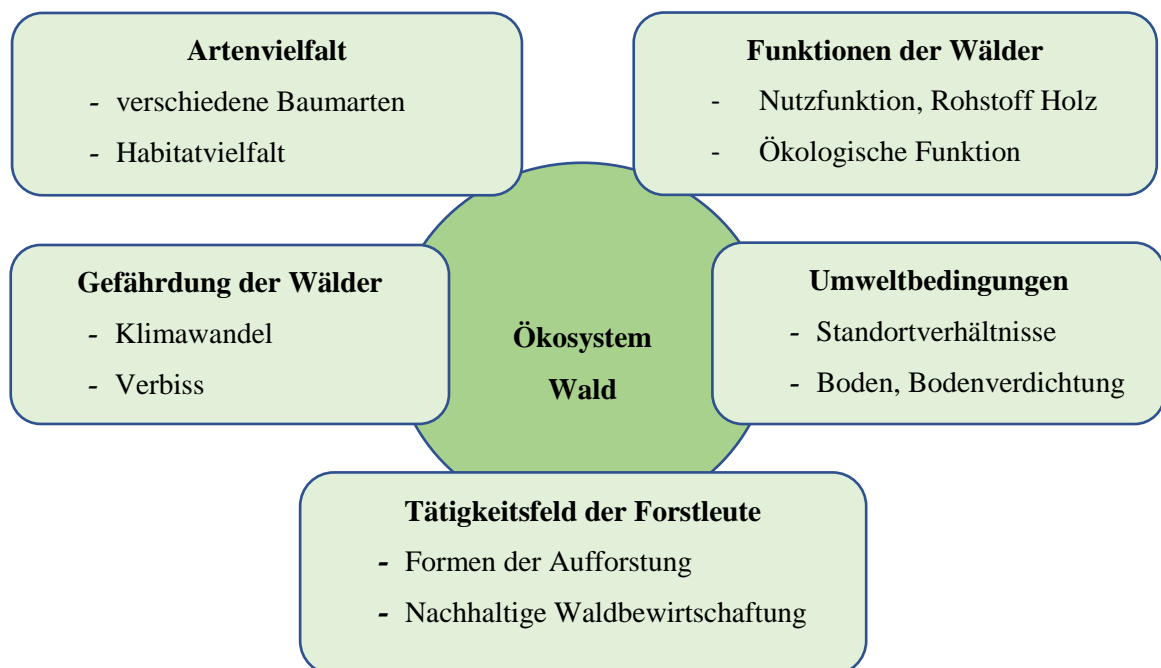 Artenvielfalt
- verschiedene Baumarten
- Habitatvielfalt
Funktionen der Wälder
- Nutzfunktion, Rohstoff Holz
- Ökologische Funktion
Gefährdung der Wälder
- Klimawandel
- Verbiss
Ökosystem
Wald
Umweltbedingungen
- Standortverhältnisse
- Boden, Bodenverdichtung
Tätigkeitsfeld der Forstleute
- Formen der Aufforstung
- Nachhaltige Waldbewirtschaftung